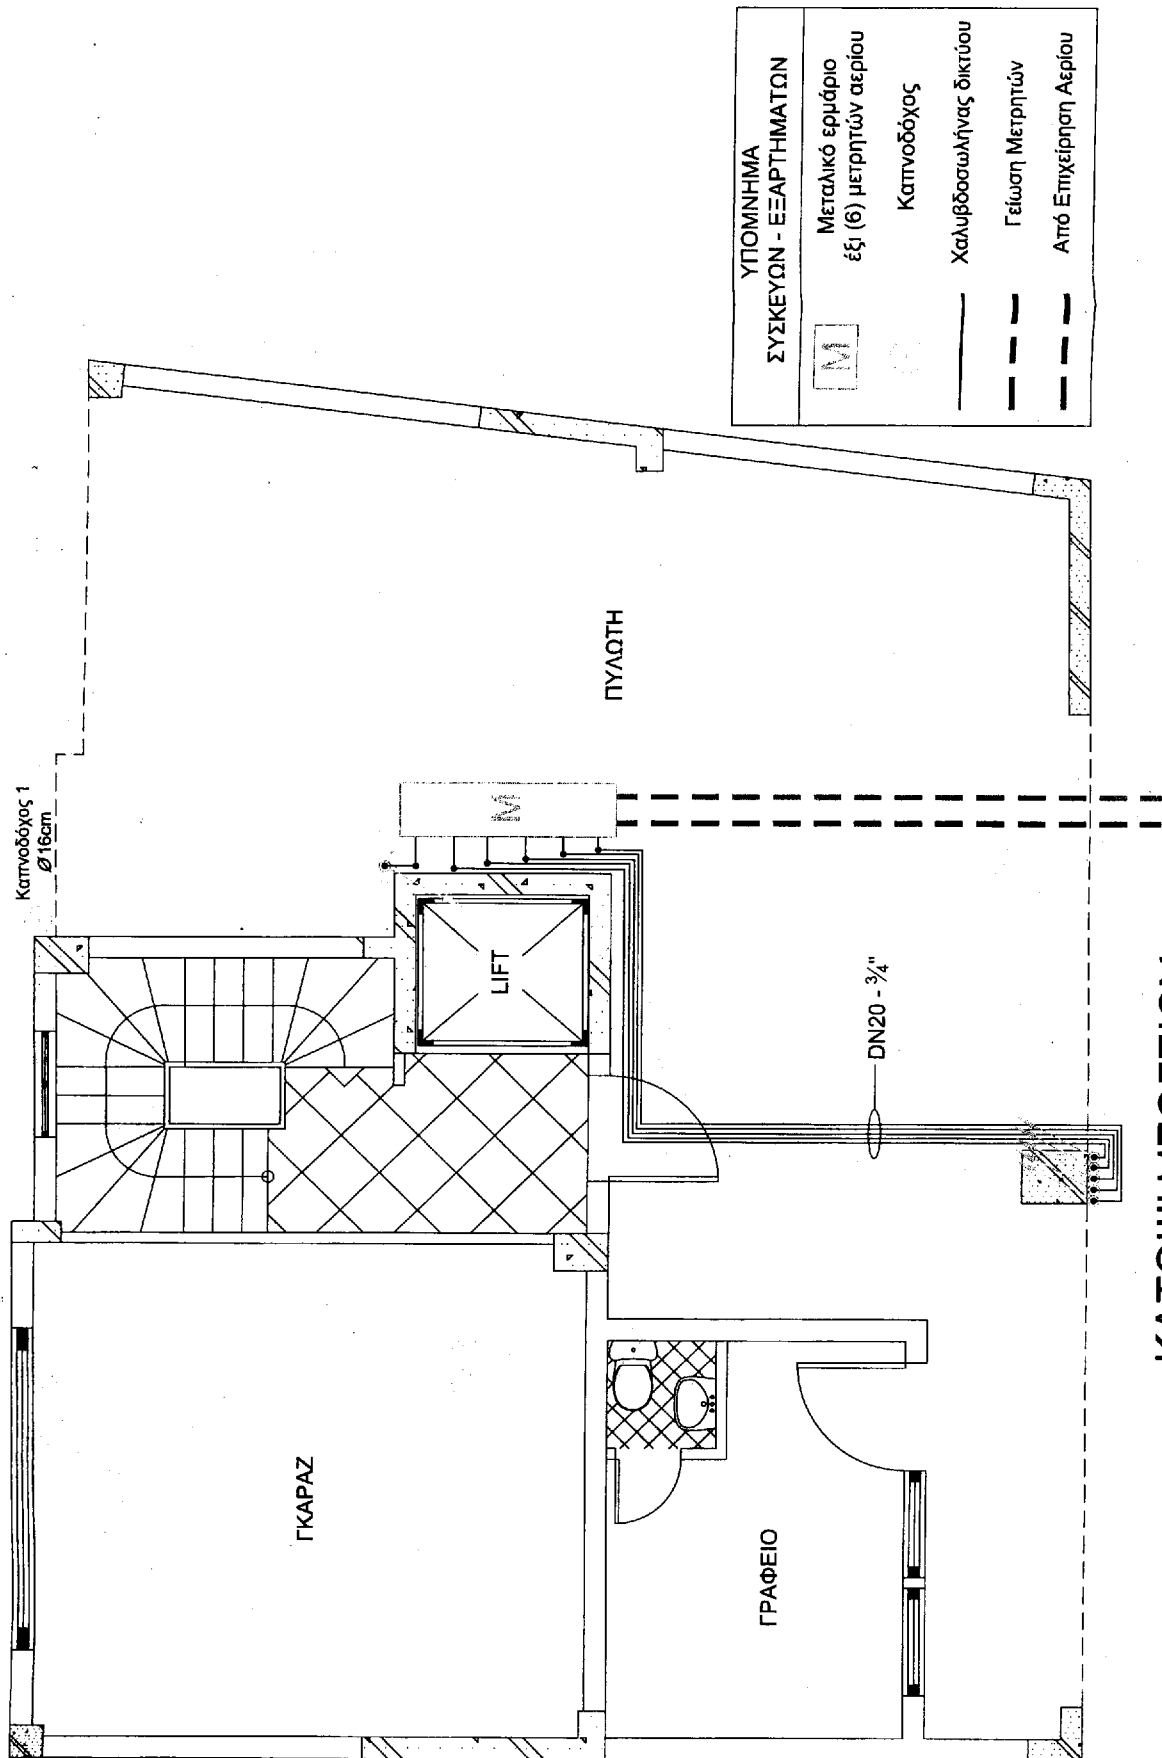 Καπνοδόχος 1
Ø 16cm
ΥΠΟΜΝΗΜΑ
ΣΥΣΚΕΥΩΝ - ΕΞΑΡΤΗΜΑΤΩΝ
M
Μεταλικό ερμάριο
έξι (6) μετρητών αερίου
Καπνοδόχος
Χαλυβδοσωλήνας δικτύου
Γείωση Μετρητών
Από Επιχείρηση Αερίου
ΠΥΛΩΤΗ
M
LIFT
DN20 - ¾"
ΓΚΑΡΑΖ
ΓΡΑΦΕΙΟ